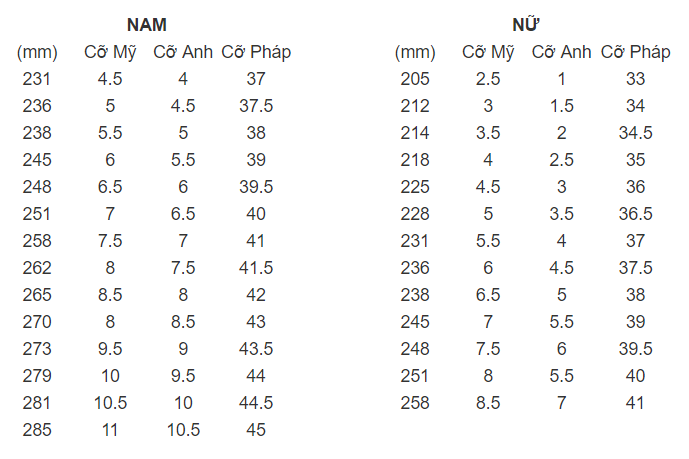 NAM NỮ
(mm) Cỡ Mỹ Cỡ Anh Cỡ Pháp (mm) Cỡ Mỹ Cỡ Anh Cỡ Pháp
231 4.5 4 37 205 2.5 1 33
236 5 4.5 37.5 212 3 1.5 34
238 5.5 5 38 214 3.5 2 34.5
245 6 5.5 39 218 4 2.5 35
248 6.5 6 39.5 225 4.5 3 36
251 7 6.5 40 228 5 3.5 36.5
258 7.5 7 41 231 5.5 4 37
262 8 7.5 41.5 236 6 4.5 37.5
265 8.5 8 42 238 6.5 5 38
270 8 8.5 43 245 7 5.5 39
273 9.5 9 43.5 248 7.5 6 39.5
279 10 9.5 44 251 8 5.5 40
281 10.5 10 44.5 258 8.5 7 41
285 11 10.5 45